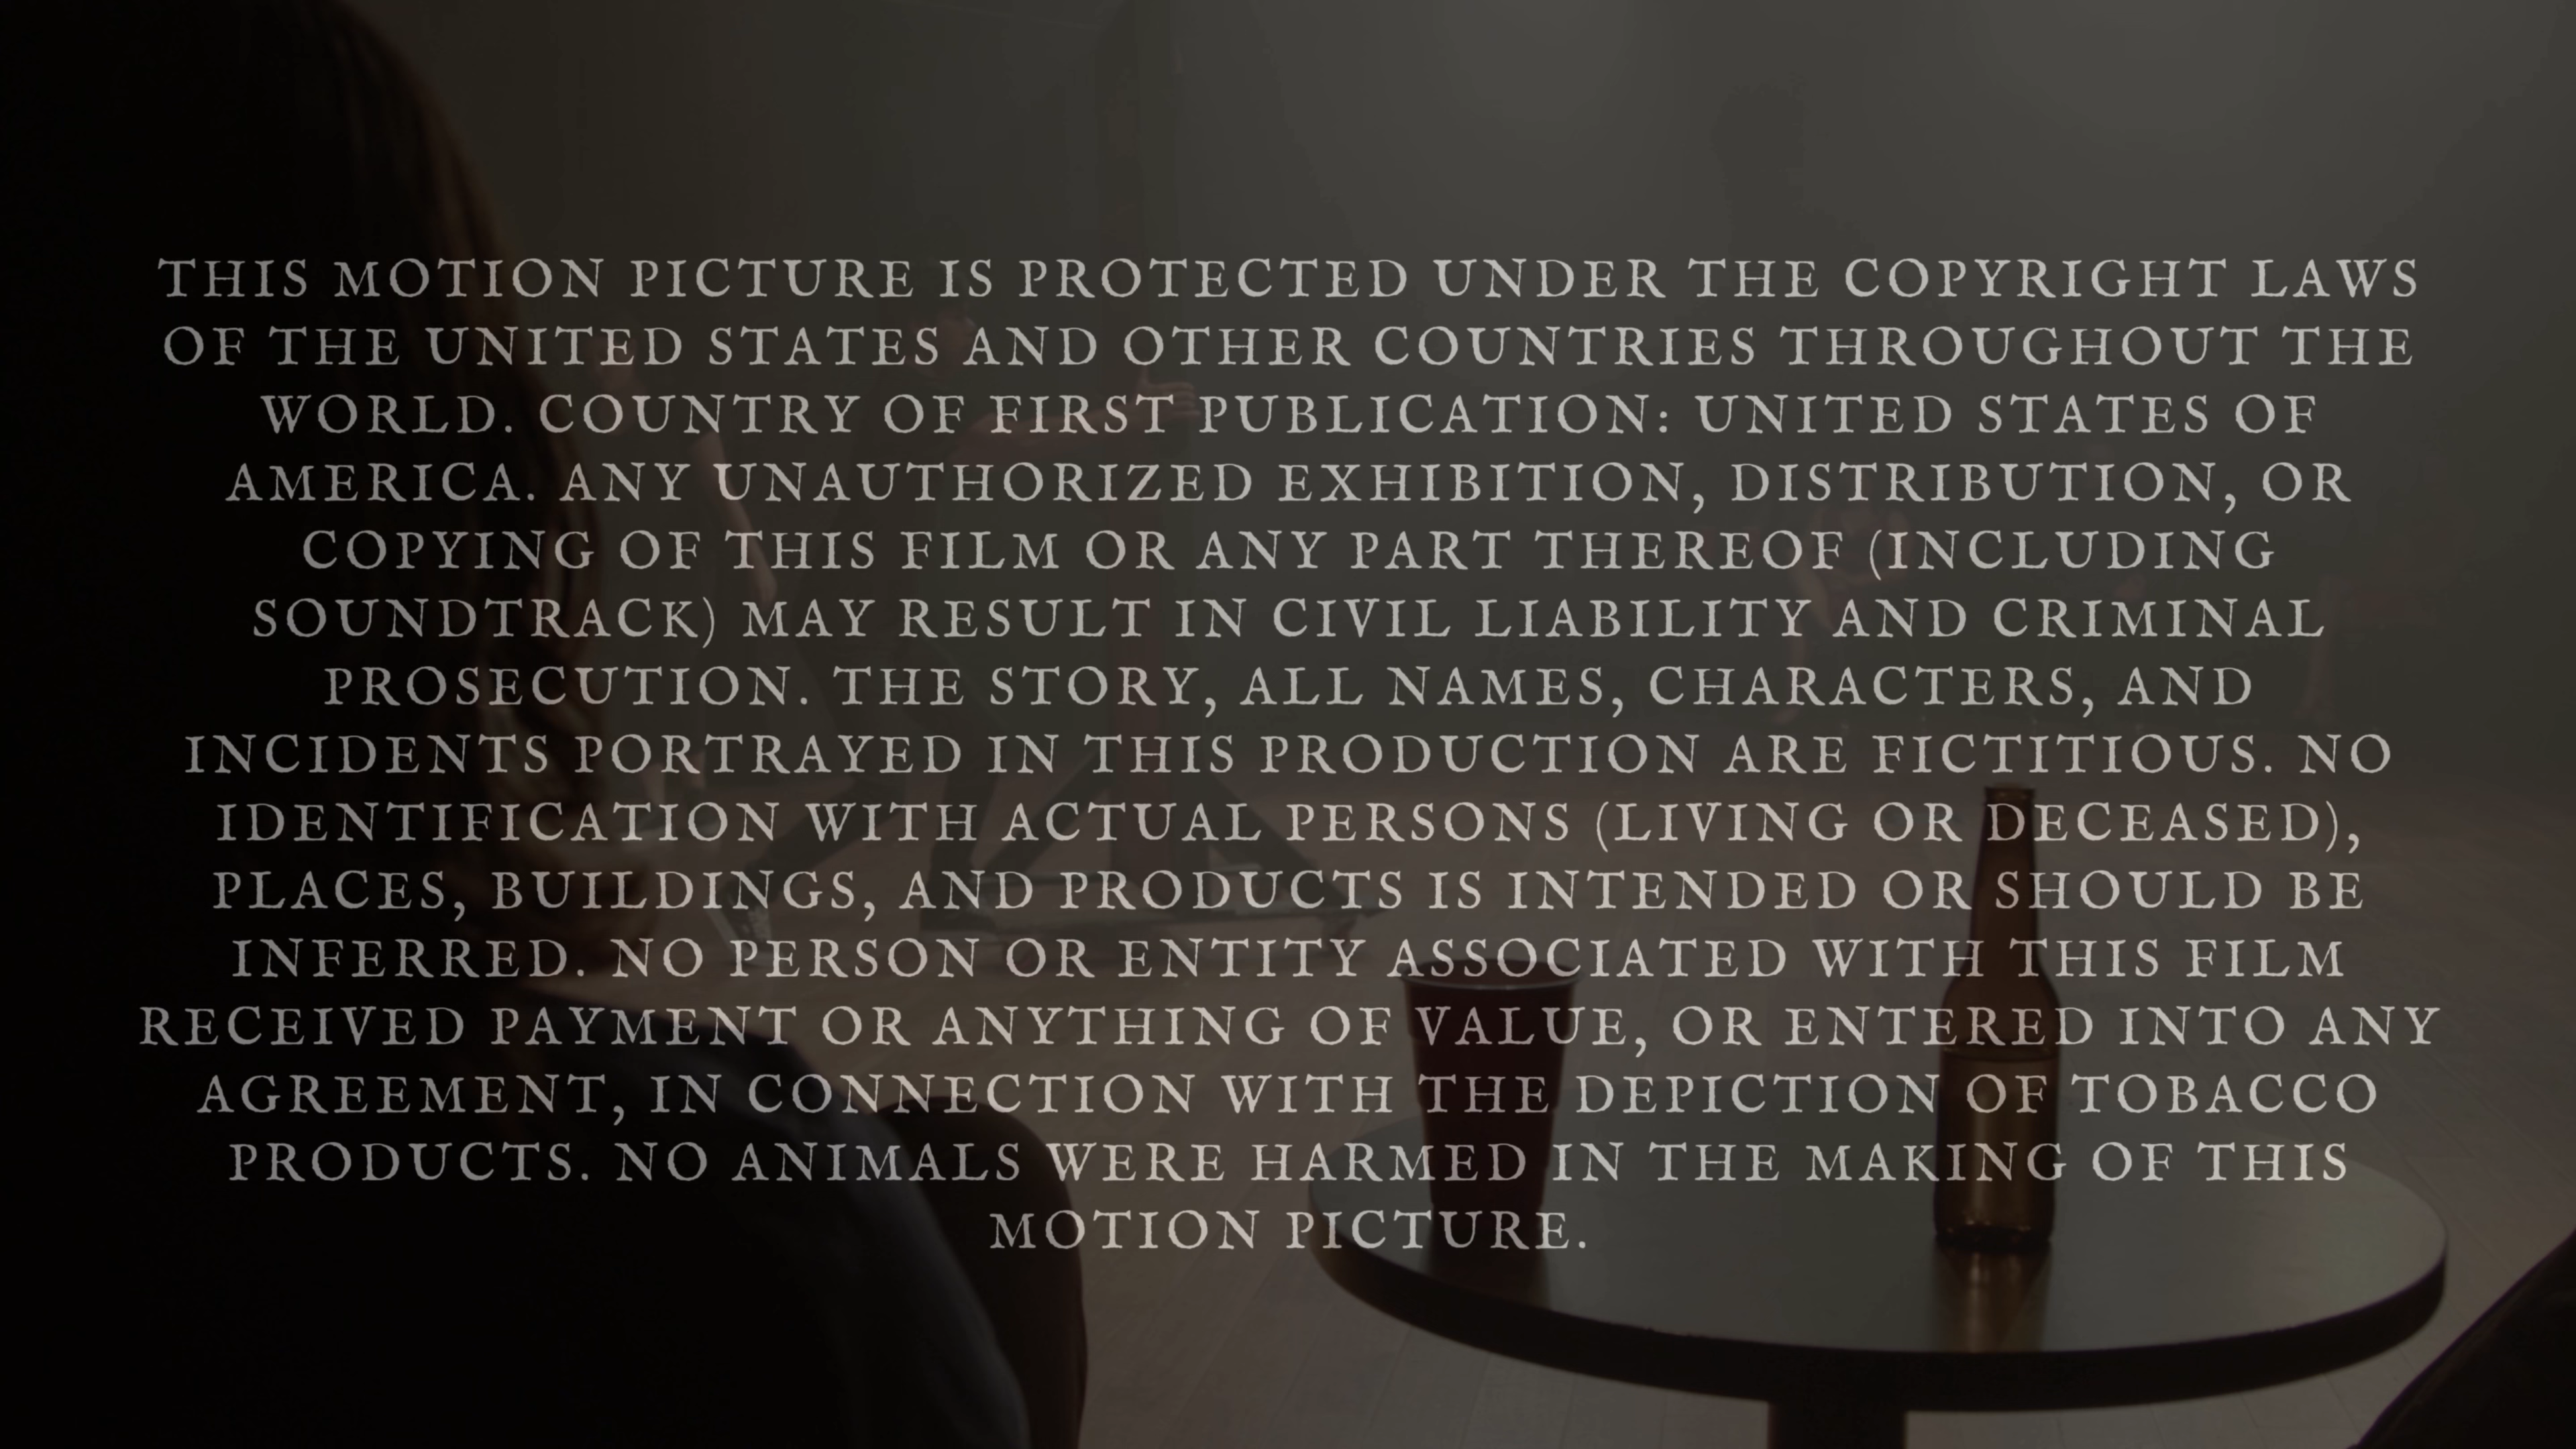 THIS MOTION PICTURE IS PROTECTED UNDER THE COPYRIGHT LAWS
OF THE UNITED STATES AND OTHER COUNTRIES THROUGHOUT THE
WORLD. COUNTRY OF FIRST PUBLICATION: UNITED STATES OF
AMERICA. ANY UNAUTHORIZED EXHIBITION, DISTRIBUTION, OR
COPYING OF THIS FILM OR ANY PART THEREOF (INCLUDING
SOUNDTRACK) MAY RESULT IN CIVIL LIABILITY AND CRIMINAL
PROSECUTION. THE STORY, ALL NAMES, CHARACTERS, AND
INCIDENTS PORTRAYED IN THIS PRODUCTION ARE FICTITIOUS. NO
IDENTIFICATION WITH ACTUAL PERSONS (LIVING OR DECEASED),
PLACES, BUILDINGS, AND PRODUCTS IS INTENDED OR SHOULD BE
INFERRED. NO PERSON OR ENTITY ASSOCIATED WITH THIS FILM
RECEIVED PAYMENT OR ANYTHING OF VALUE, OR ENTERED INTO ANY
AGREEMENT, IN CONNECTION WITH THE DEPICTION OF TOBACCO
PRODUCTS. NO ANIMALS WERE HARMED IN THE MAKING OF THIS
MOTION PICTURE.